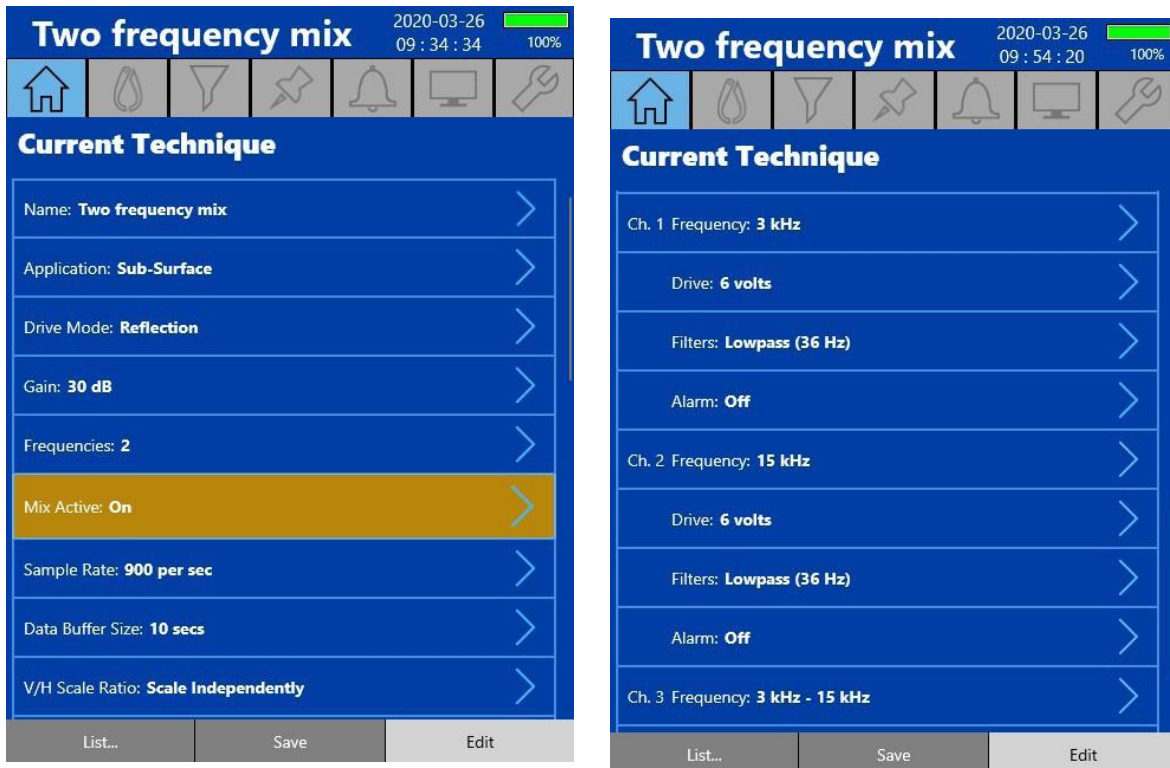 Two frequency mix
2020-03-26
09 : 34 : 34
100%
Current Technique
Name: Two frequency mix
Application: Sub-Surface
Drive Mode: Reflection
Gain: 30 dB
Frequencies: 2
Mix Active: On
Sample Rate: 900 per sec
Data Buffer Size: 10 secs
V/H Scale Ratio: Scale Independently
List...
Save
Edit
Two frequency mix
2020-03-26
09 : 54 : 20
100%
Current Technique
Ch. 1 Frequency: 3 kHz
Drive: 6 volts
Filters: Lowpass (36 Hz)
Alarm: Off
Ch. 2 Frequency: 15 kHz
Drive: 6 volts
Filters: Lowpass (36 Hz)
Alarm: Off
Ch. 3 Frequency: 3 kHz - 15 kHz
List...
Save
Edit